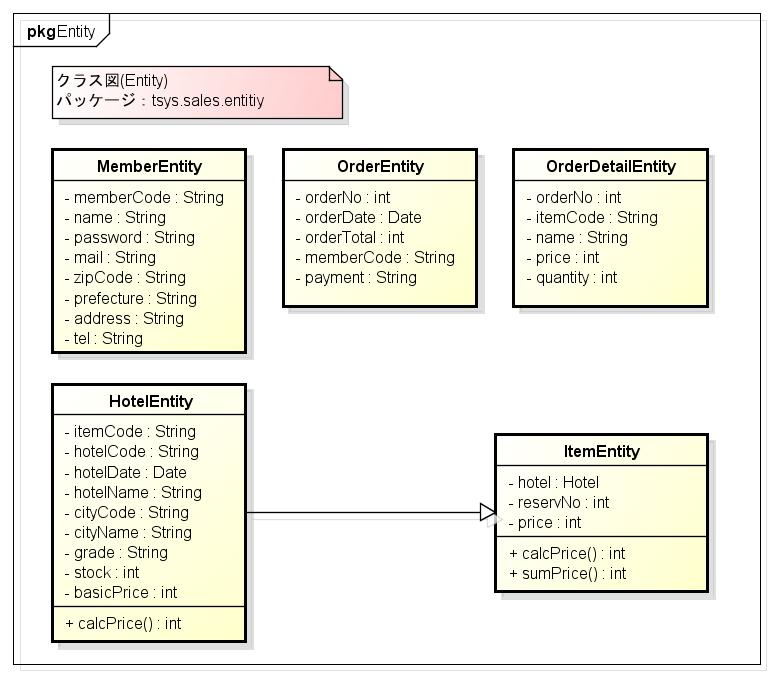 pkg Entity
クラス図(Entity)
パッケージ：tsys.sales.entitiy
MemberEntity
- memberCode : String
- name : String
- password : String
- mail : String
- zipCode : String
- prefecture : String
- address : String
- tel : String
OrderEntity
- orderNo : int
- orderDate : Date
- orderTotal : int
- memberCode : String
- payment : String
OrderDetailEntity
- orderNo : int
- itemCode : String
- name : String
- price : int
- quantity : int
HotelEntity
- itemCode : String
- hotelCode : String
- hotelDate : Date
- hotelName : String
- cityCode : String
- cityName : String
- grade : String
- stock : int
- basicPrice : int
+ calcPrice() : int
ItemEntity
- hotel : Hotel
- reservNo : int
- price : int
+ calcPrice() : int
+ sumPrice() : int